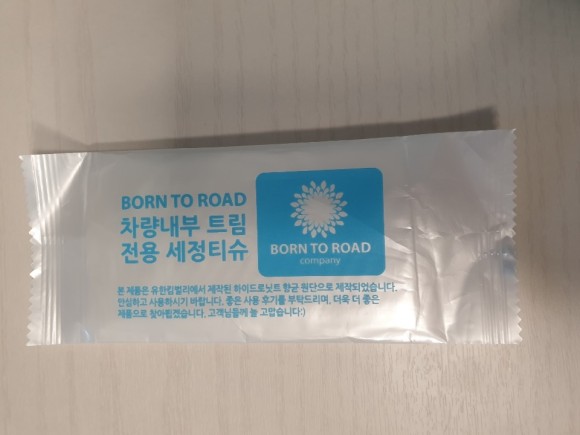 BORN TO ROAD
차량내부 트림
전용 세정티슈
BORN TO ROAD
company
본 제품은 유한킴벌리에서 제작된 하이드로닛트 향균 원단으로 제작되었습니다.
안심하고 사용하시기 바랍니다. 좋은 사용 후기를 부탁드리며, 더욱 더 좋은
제품으로 찾아뵙겠습니다. 고객님들께 늘 고맙습니다:)